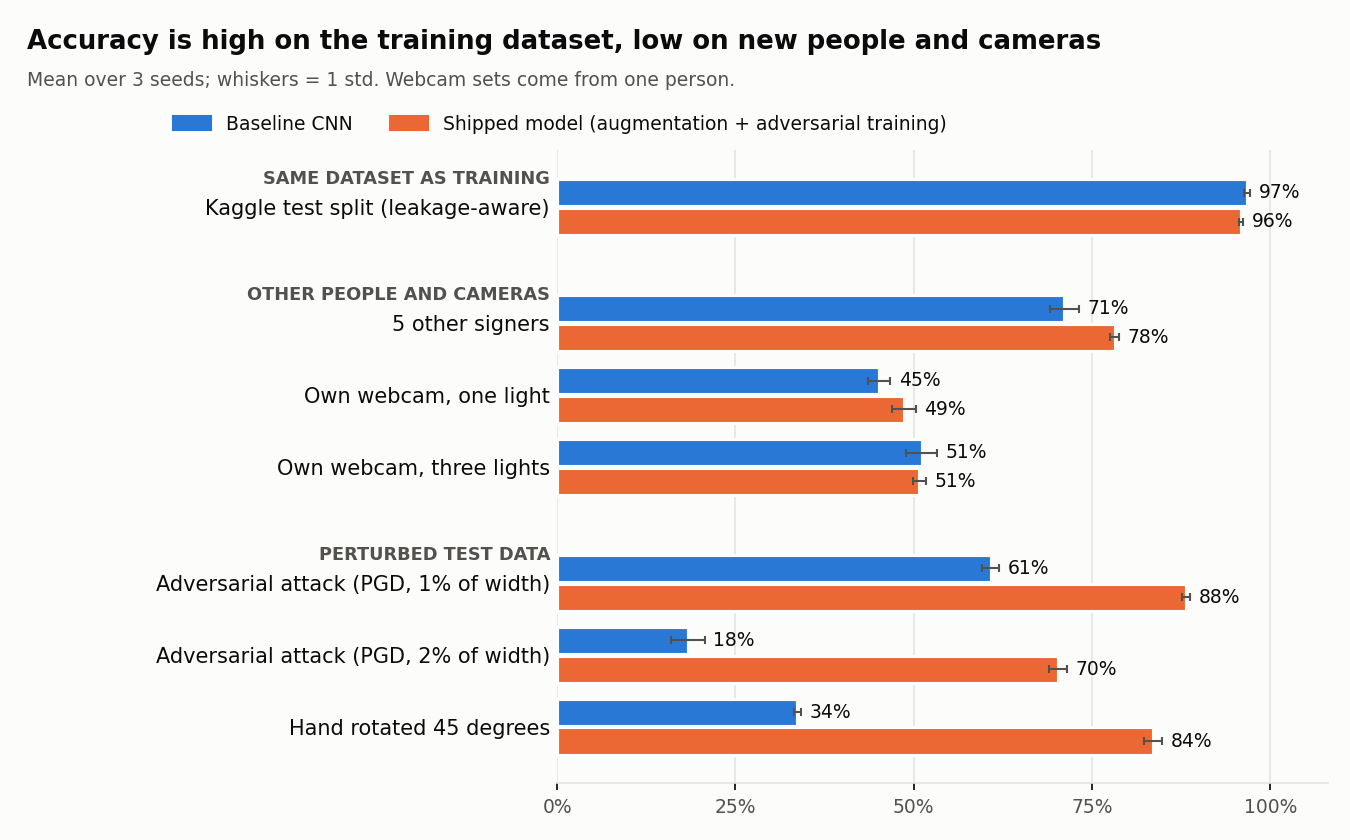 Accuracy is high on the training dataset, low on new people and cameras
Mean over 3 seeds; whiskers = 1 std. Webcam sets come from one person.
Baseline CNN
Shipped model (augmentation + adversarial training)
SAME DATASET AS TRAINING
Kaggle test split (leakage-aware)
97%
96%
OTHER PEOPLE AND CAMERAS
5 other signers
71%
78%
Own webcam, one light
45%
49%
Own webcam, three lights
51%
51%
PERTURBED TEST DATA
Adversarial attack (PGD, 1% of width)
61%
88%
Adversarial attack (PGD, 2% of width)
18%
70%
Hand rotated 45 degrees
34%
84%
0%
25%
50%
75%
100%